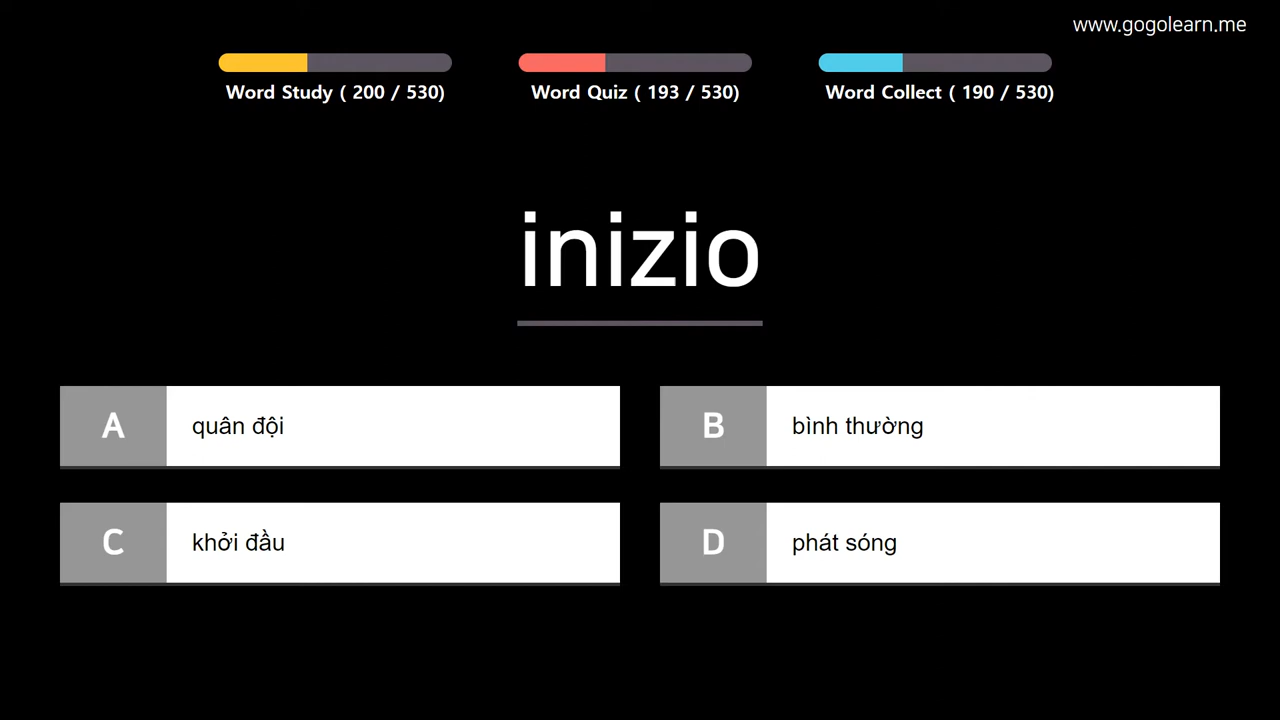 www.gogolearn.me
Word Study ( 200 / 530)
Word Quiz ( 193 / 530)
Word Collect ( 190 / 530)
inizio
A
quân đội
B
bình thường
C
khởi đầu
D
phát sóng